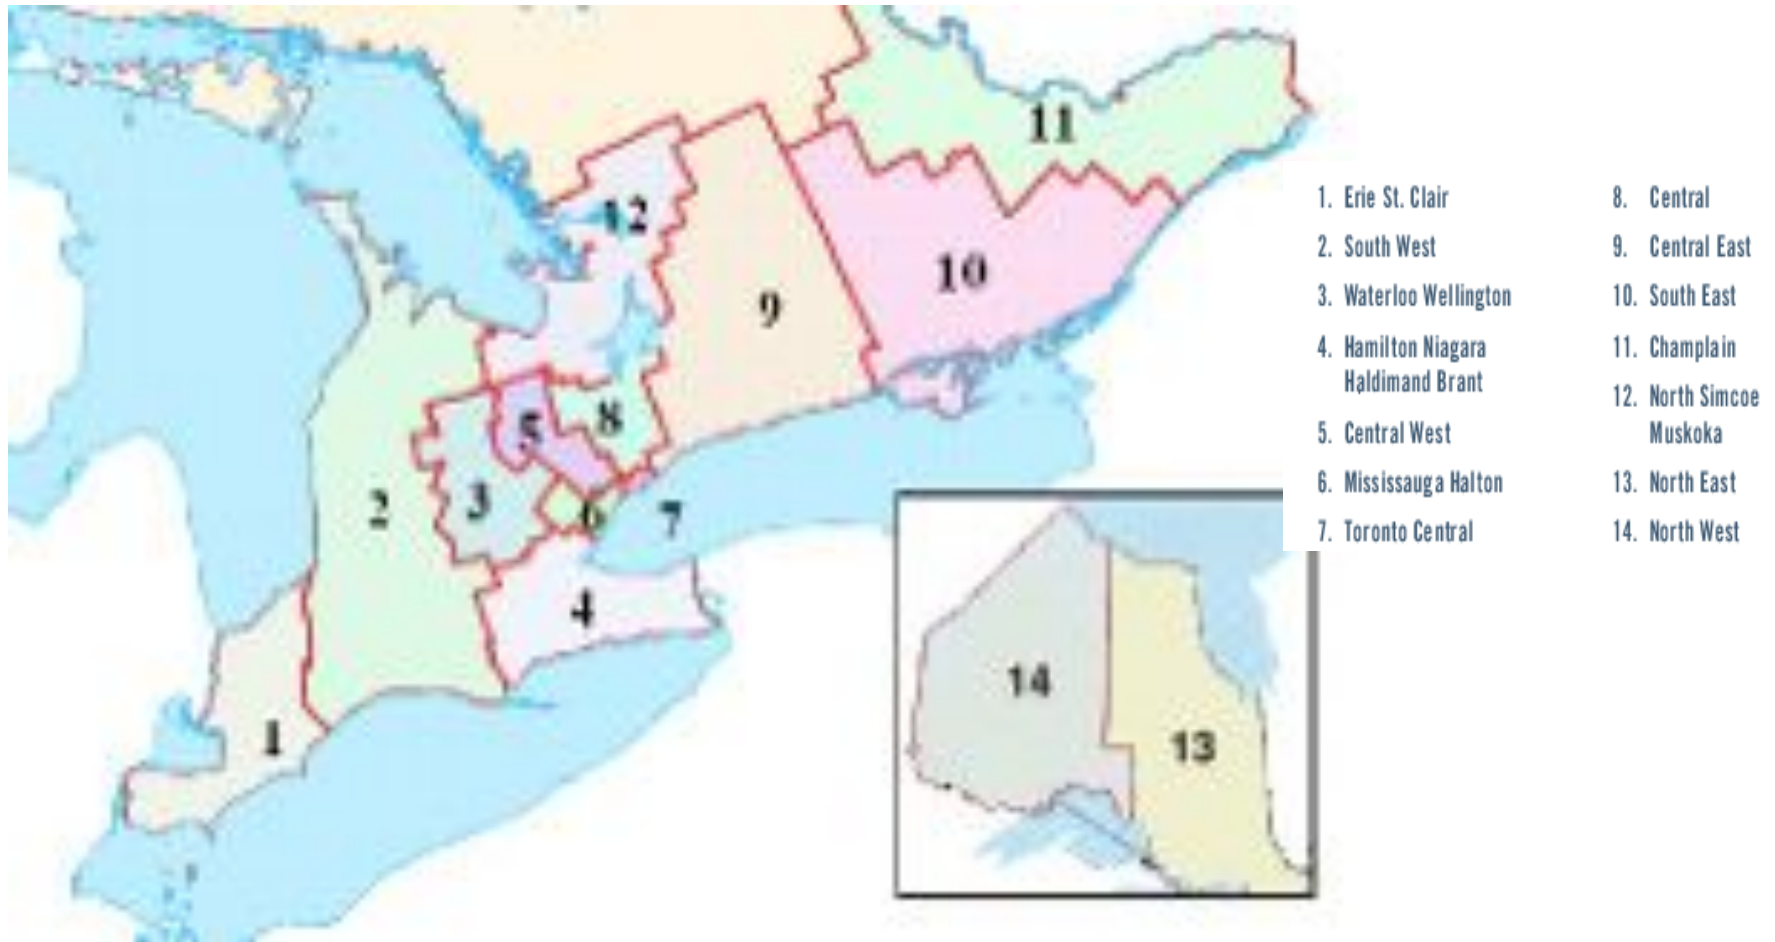 11
12
10
9
8
5
3
2
6
7
4
1
14
13
1. Erie St. Clair
2. South West
3. Waterloo Wellington
4. Hamilton Niagara
Haldimand Brant
5. Central West
6. Mississauga Halton
7. Toronto Central
8. Central
9. Central East
10. South East
11. Champlain
12. North Simcoe
Muskoka
13. North East
14. North West